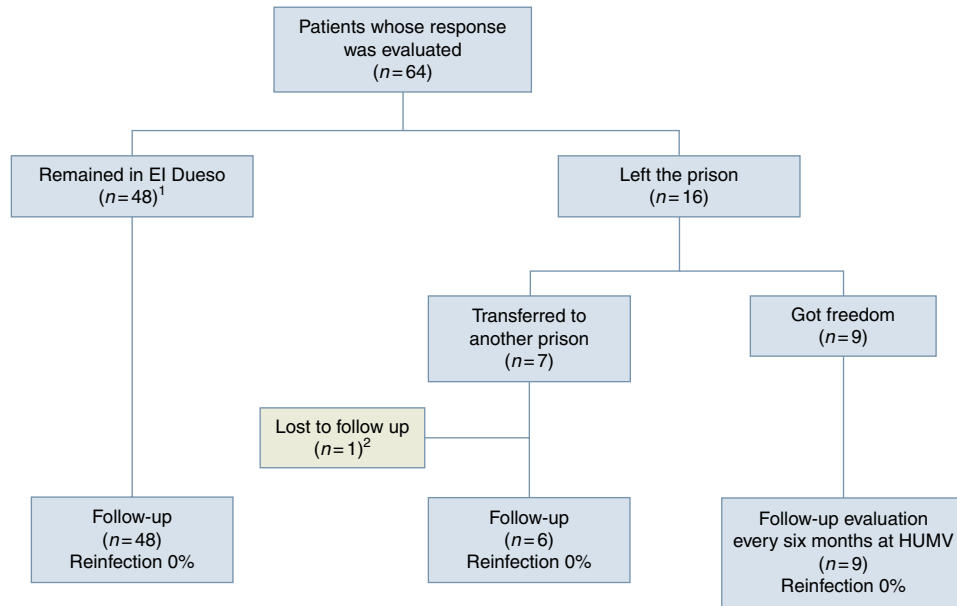 Patients whose response
was evaluated
(n=64)
Remained in El Dueso
(n=48)1
Left the prison
(n=16)
Transferred to
another prison
(n=7)
Got freedom
(n=9)
Lost to follow up
(n=1)2
Follow-up
(n=48)
Reinfection 0%
Follow-up
(n=6)
Reinfection 0%
Follow-up evaluation
every six months at HUMV
(n=9)
Reinfection 0%